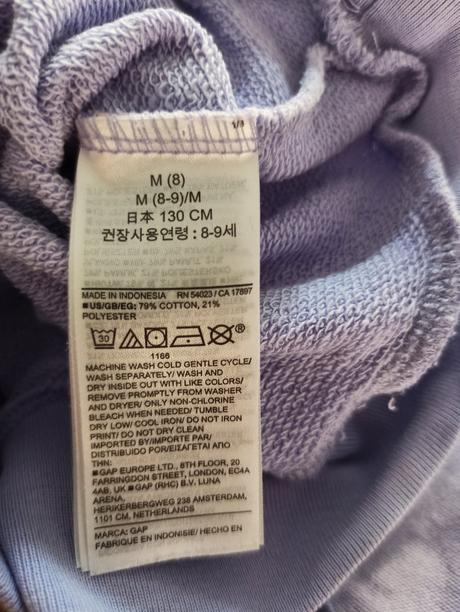 1/3
M (8)
M (8-9)/M
日本 130 CM
권장사용연령 : 8-9세
MADE IN INDONESIA RN 54023 / CA 17897
■US/GB/EG: 79% COTTON, 21%
POLYESTER
30
1166
MACHINE WASH COLD GENTLE CYCLE/
WASH SEPARATELY/ WASH AND
DRY INSIDE OUT WITH LIKE COLORS/
REMOVE PROMPTLY FROM WASHER
AND DRYER/ ONLY NON-CHLORINE
BLEACH WHEN NEEDED/ TUMBLE
DRY LOW/ COOL IRON/ DO NOT IRON
PRINT/ DO NOT DRY CLEAN
IMPORTED BY/IMPORTE PAR/
DISTRIBUIDO POR/ΕΙΣΑΓΕΤΑΙ ΑΠΟ
ΤΗΝ:
■GAP EUROPE LTD., 8TH FLOOR, 20
FARRINGDON STREET, LONDON, EC4A
4AB, UK ■GAP (RHC) B.V. LUNA
ARENA,
HERIKERBERGWEG 238 AMSTERDAM,
1101 CM, NETHERLANDS
MARCA: GAP
FABRIQUE EN INDONISIE/ HECHO EN